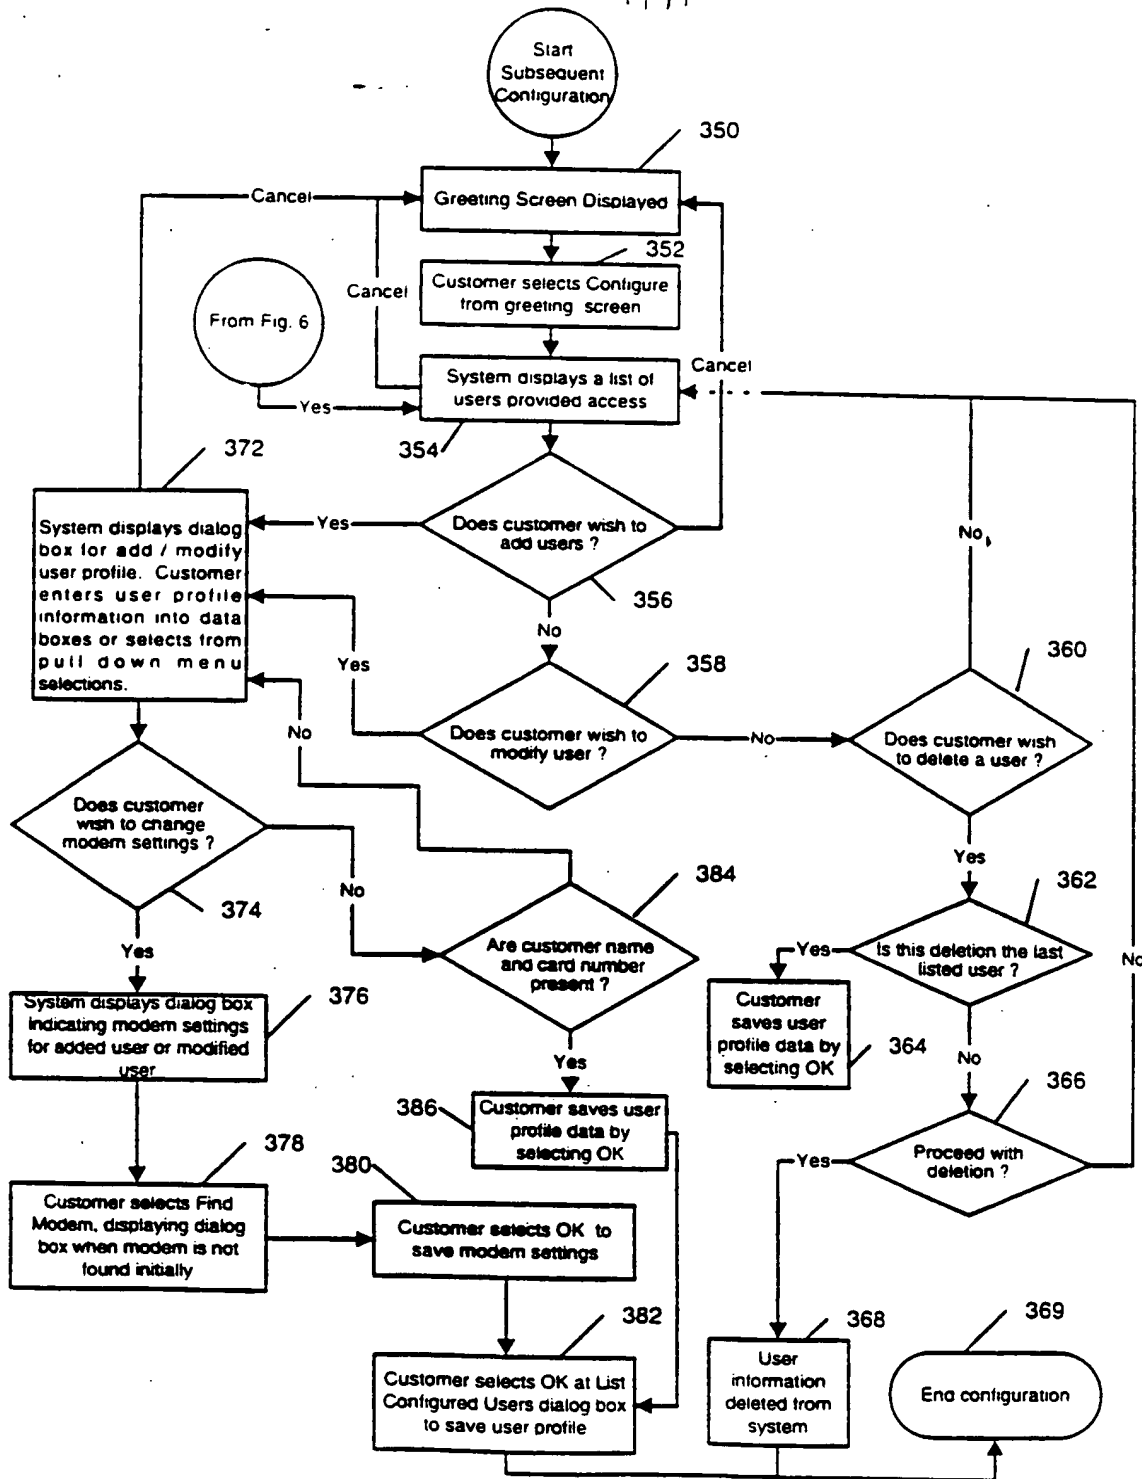 Start
Subsequent
Configuration
350
Greeting Screen Displayed
Cancel
352
Customer selects Configure
from greeting screen
Cancel
From Fig. 6
Cancel
System displays a list of
users provided access
Yes
354
372
System displays dialog
box for add / modify
user profile. Customer
enters user profile
information into data
boxes or selects from
pull down menu
selections.
Yes
Does customer wish to
add users ?
356
No
No
Yes
358
360
Does customer wish to
modify user ?
No
Does customer wish
to delete a user ?
No
Does customer
wish to change
modem settings ?
374
No
Yes
384
Are customer name
and card number
present ?
Yes
362
Yes
Is this deletion the last
listed user ?
No
Customer
saves user
profile data by
selecting OK
364
No
System displays dialog box
indicating modem settings
for added user or modified
user
376
Yes
386
Customer saves user
profile data by
selecting OK
366
Proceed with
deletion ?
Yes
378
Customer selects Find
Modem, displaying dialog
box when modem is not
found initially
380
Customer selects OK to
save modem settings
382
Customer selects OK at List
Configured Users dialog box
to save user profile
368
User
information
deleted from
system
369
End configuration